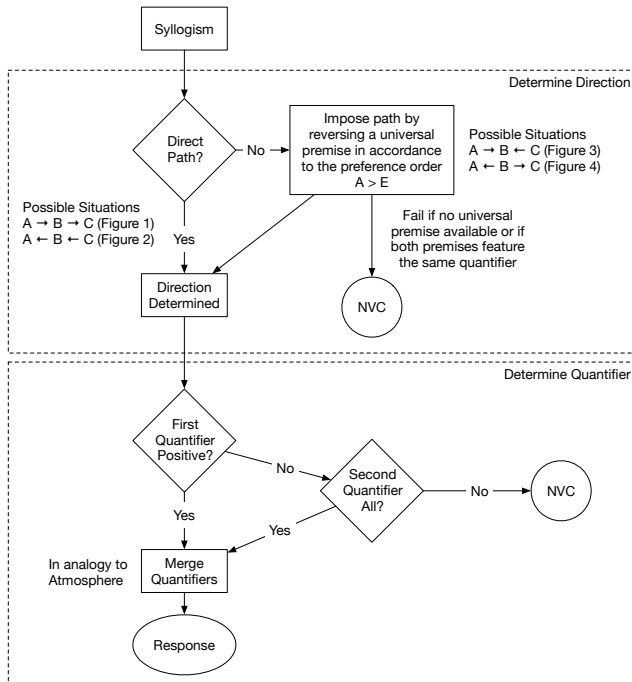 Syllogism
Determine Direction
Direct
Path?
No
Impose path by
reversing a universal
premise in accordance
to the preference order
A > E
Possible Situations
A → B ← C (Figure 3)
A ← B → C (Figure 4)
Possible Situations
A → B → C (Figure 1)
A ← B ← C (Figure 2)
Yes
Fail if no universal
premise available or if
both premises feature
the same quantifier
Direction
Determined
NVC
Determine Quantifier
First
Quantifier
Positive?
No
Second
Quantifier
All?
No
NVC
Yes
Yes
In analogy to
Atmosphere
Merge
Quantifiers
Response